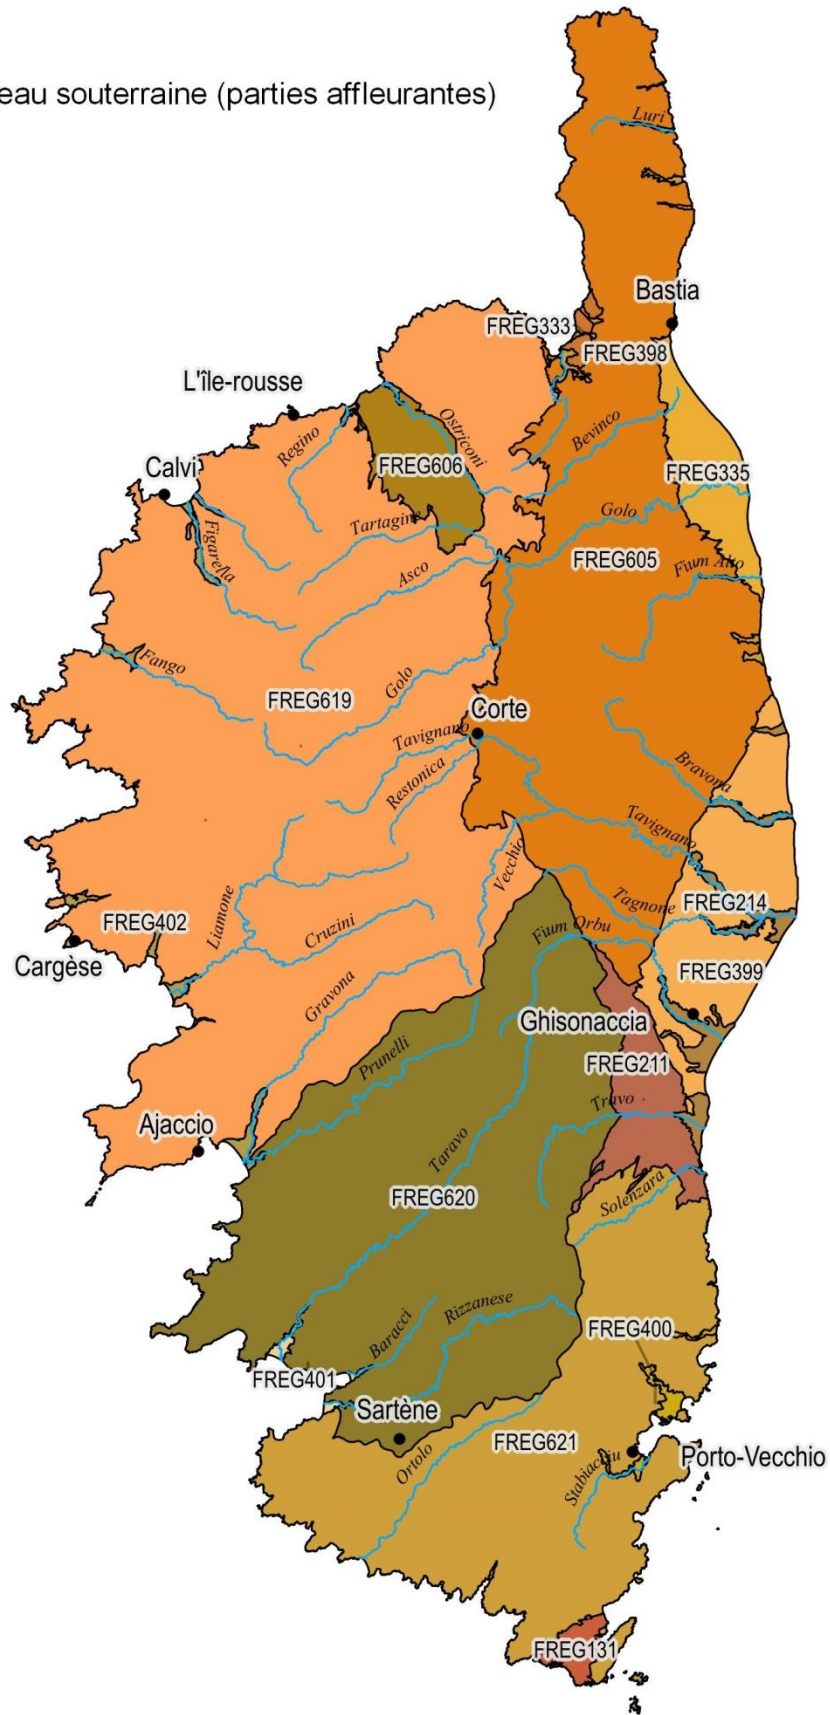 eau souterraine (parties affleurantes)
Luri
Bastia
FREG333
FREG398
L'île-rousse
Ostriconi
Bevinco
Regino
FREG606
Calvi
FREG335
Figarella
Tartagine
Golo
Asco
FREG605
Fium Alto
Fango
FREG619
Golo
Corte
Tavignano
Restonica
Bravona
Tavignano
Vecchio
Tagnone
FREG214
Liamone
FREG402
Cruzini
Fium Orbu
Cargèse
FREG399
Gravona
Ghisonaccia
Prunelli
FREG211
Travo
Ajaccio
Taravo
FREG620
Solenzara
Baracci
Rizzanese
FREG400
FREG401
Sartène
FREG621
Ortolo
Stabiacciu
Porto-Vecchio
FREG131